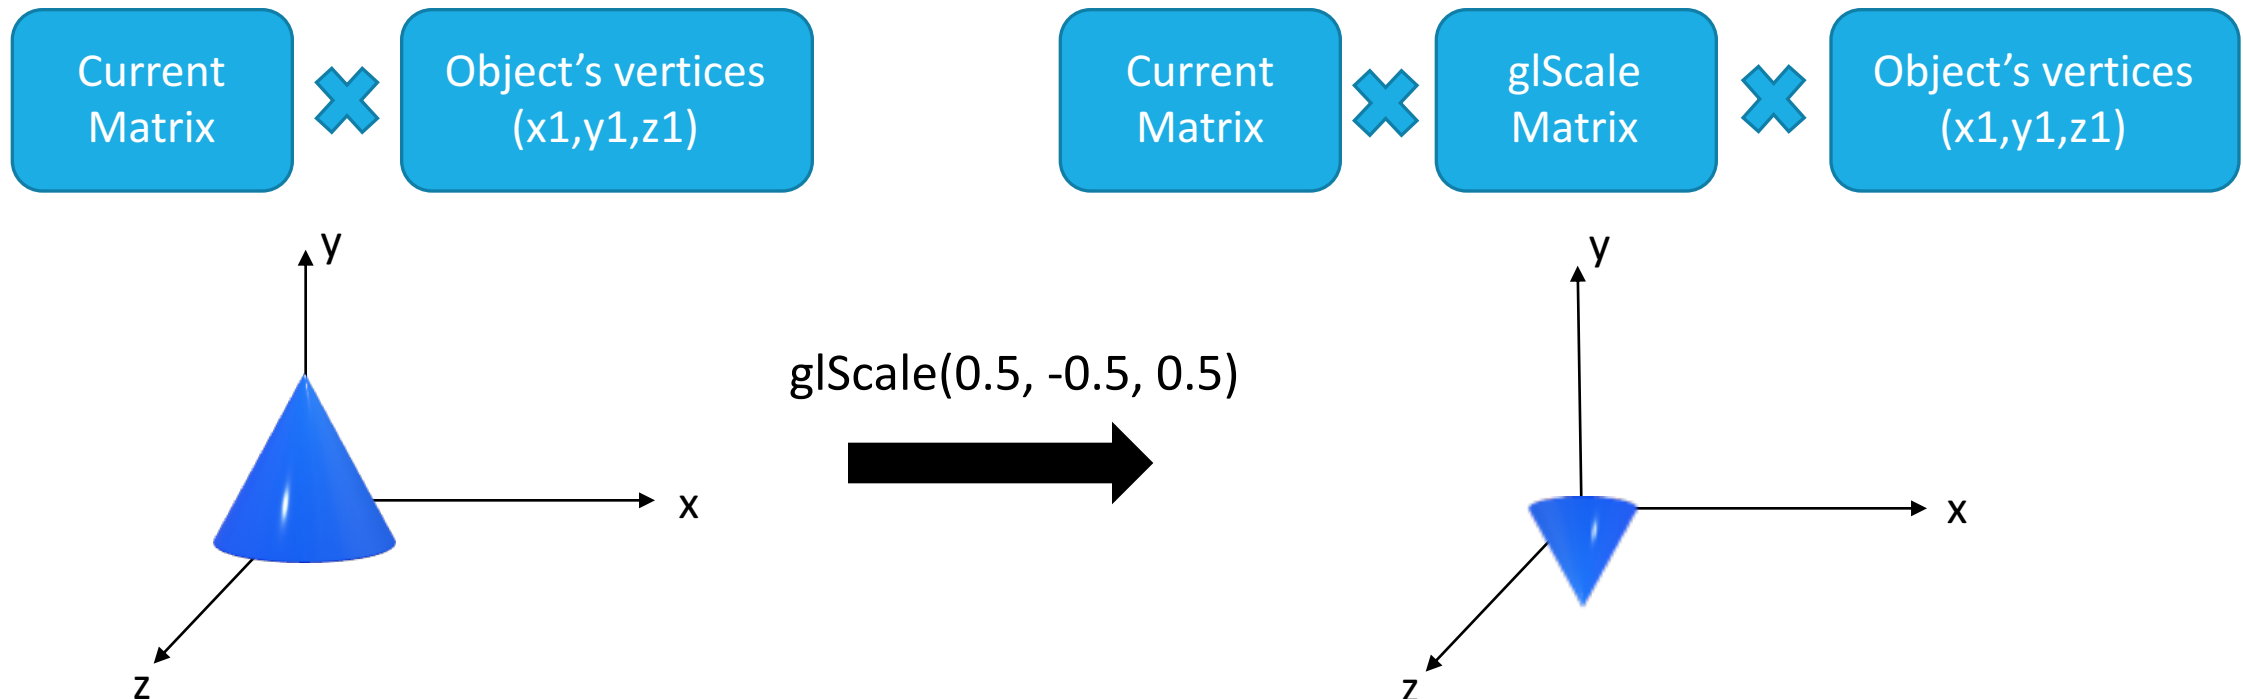 Current
Matrix
Object’s vertices
(x1,y1,z1)
Current
Matrix
glScale
Matrix
Object’s vertices
(x1,y1,z1)
y
x
z
glScale(0.5, -0.5, 0.5)
y
x
z